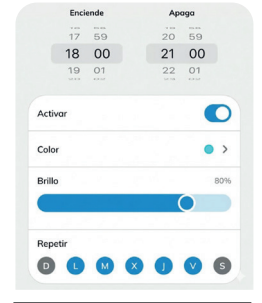 Enciende Apaga
17 59 20 59
18 00 21 00
19 01 22 01
Activar
Color >
Brillo 80%
Repetir
D L M X J V S